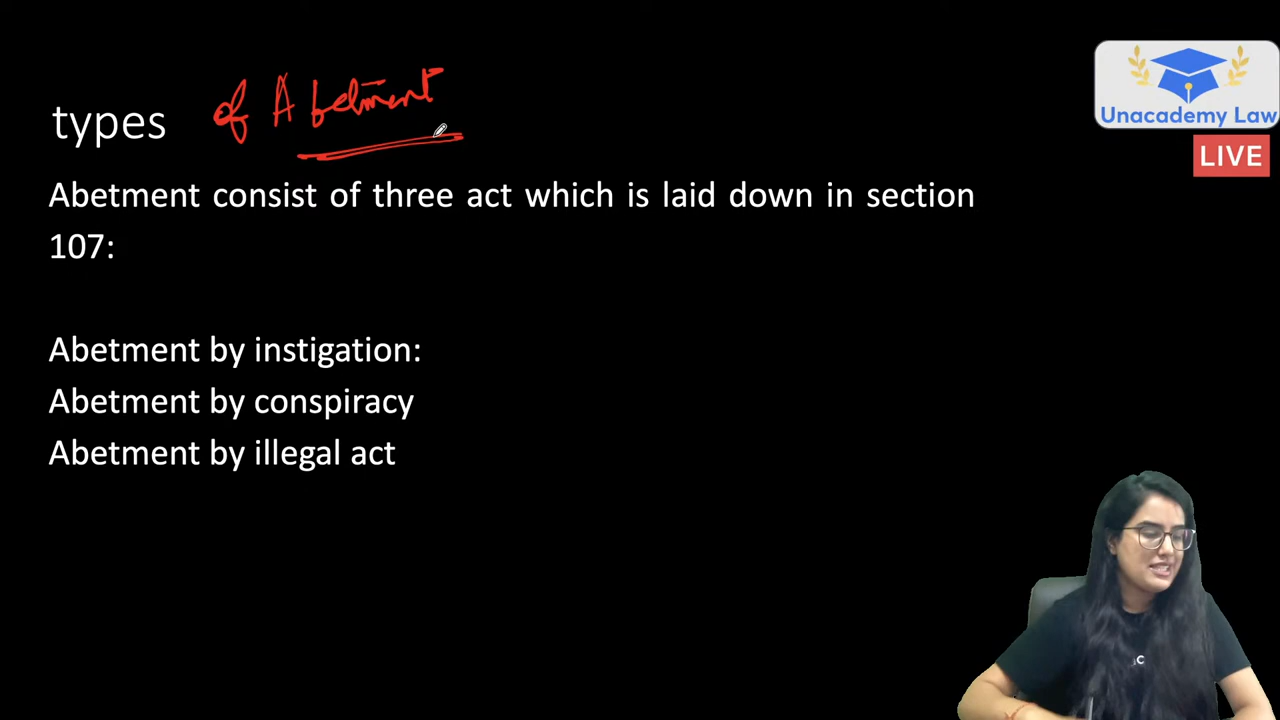 types of Abetment
Unacademy Law
LIVE
Abetment consist of three act which is laid down in section
107:
Abetment by instigation:
Abetment by conspiracy
Abetment by illegal act
C